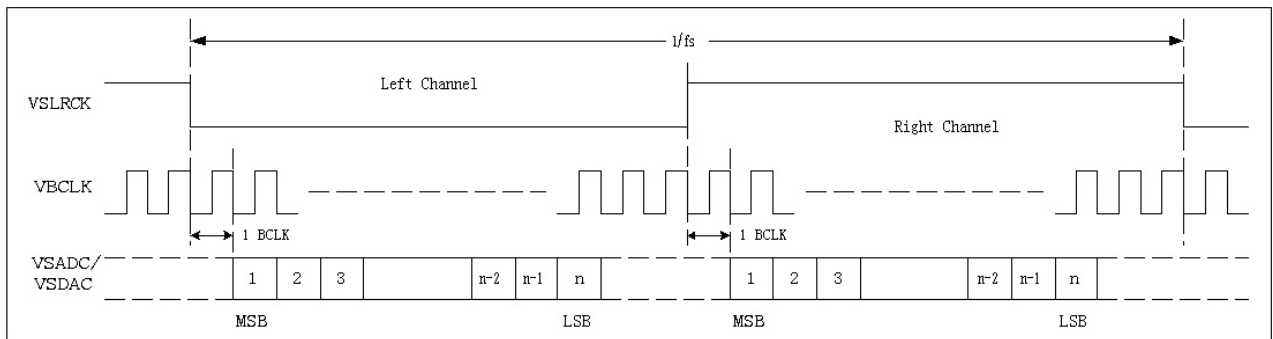 1/fs
Left Channel
VSLRCK
Right Channel
VBCLK
1 BCLK
1 BCLK
VSADC/
VSDAC
1 2 3 n-2 n-1 n 1 2 3 n-2 n-1 n
MSB LSB MSB LSB